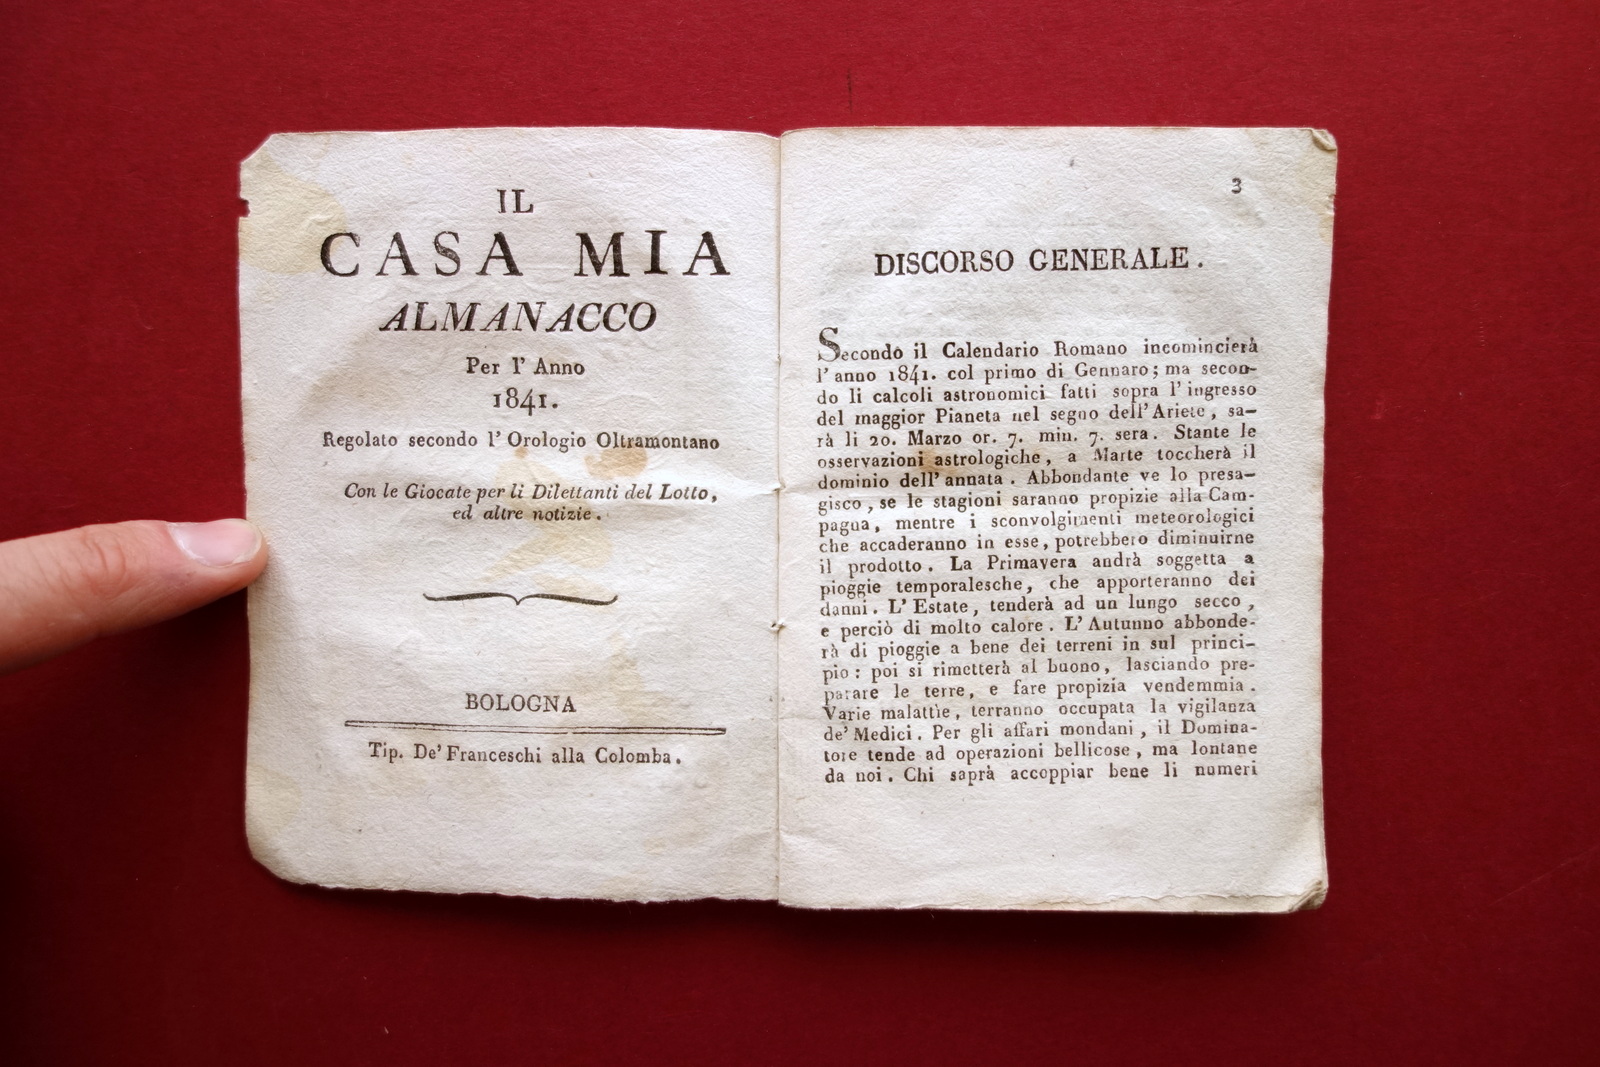 IL
CASA MIA
ALMANACCO
Per l' Anno
1841.
Regolato secondo l' Orologio Oltramontano
Con le Giocate per li Dilettanti del Lotto,
ed altre notizie.
BOLOGNA
Tip. De' Franceschi alla Colomba.
3
DISCORSO GENERALE.
Secondo il Calendario Romano incomincierà
l' anno 1841. col primo di Gennaro; ma secon-
do li calcoli astronomici fatti sopra l' ingresso
del maggior Pianeta nel segno dell' Ariete, sa-
rà li 20. Marzo or. 7. min. 7. sera. Stante le
osservazioni astrologiche, a Marte toccherà il
dominio dell' annata. Abbondante ve lo presa-
gisco, se le stagioni saranno propizie alla Cam-
pagna, mentre i sconvolgimenti meteorologici
che accaderanno in esse, potrebbero diminuirne
il prodotto. La Primavera andrà soggetta a
pioggie temporalesche, che apporteranno dei
danni. L' Estate, tenderà ad un lungo secco,
e perciò di molto calore. L' Autunno abbonde-
rà di pioggie a bene dei terreni in sul princi-
pio: poi si rimetterà al buono, lasciando pre-
parare le terre, e fare propizia vendemmia.
Varie malattie, terranno occupata la vigilanza
de' Medici. Per gli affari mondani, il Domina-
tore tende ad operazioni bellicose, ma lontane
da noi. Chi saprà accoppiar bene li numeri